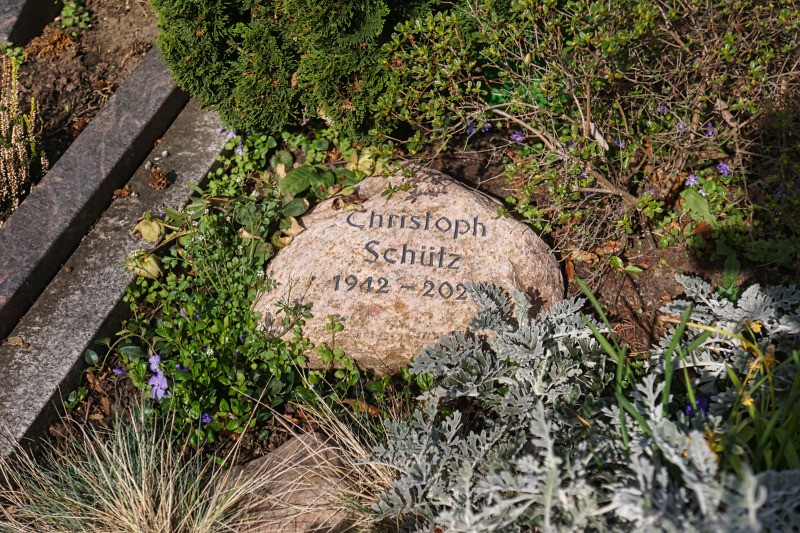 Christoph
Schütz
1942 – 202